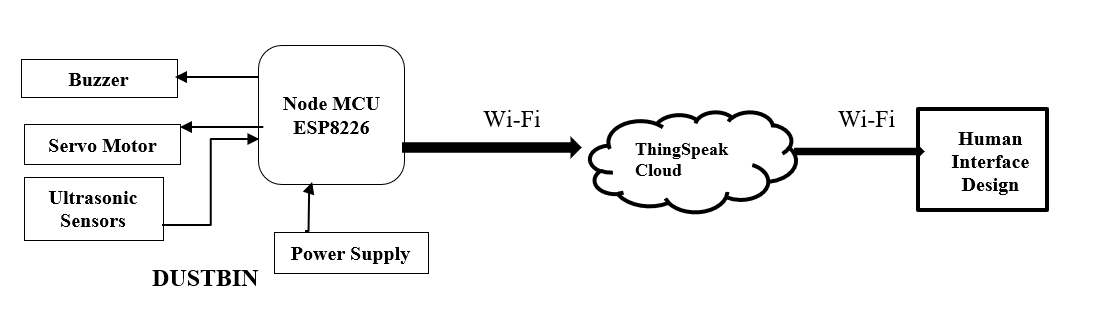 Buzzer
Servo Motor
Ultrasonic
Sensors
DUSTBIN
Node MCU
ESP8226
Power Supply
Wi-Fi
ThingSpeak
Cloud
Wi-Fi
Human
Interface
Design